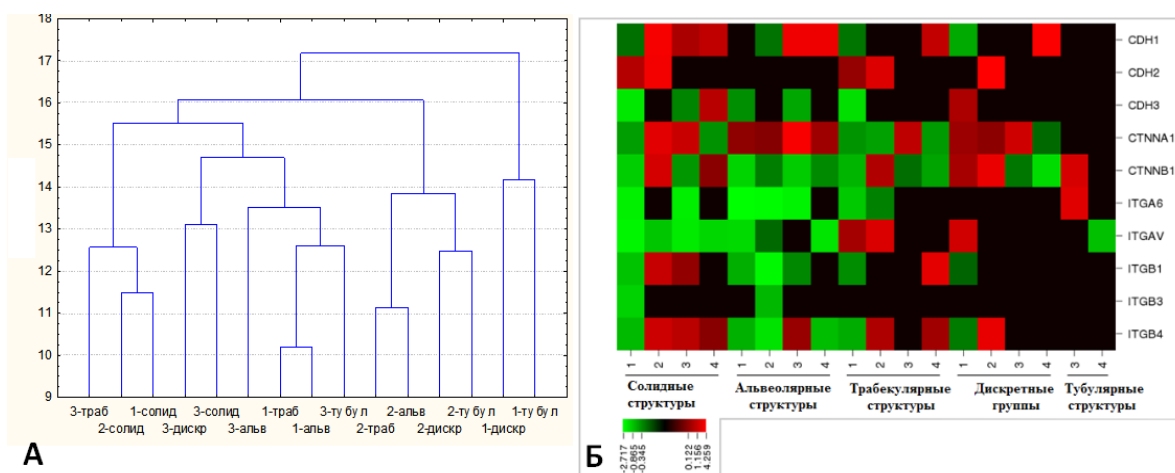 18
17
16
15
14
13
12
11
10
9
3-траб 1-солид 3-солид 1-траб 3-ту бу л 2-альв 2-ту бу л 1-ту бу л
2-солид 3-дискр 3-альв 1-альв 2-траб 2-дискр 1-дискр
А
CDH1
CDH2
CDH3
CTNNA1
CTNNB1
ITGA6
ITGAV
ITGB1
ITGB3
ITGB4
1 2 3 4 1 2 3 4 1 2 3 4 1 2 3 4 3 4
Солидные Альвеолярные Трабекулярные Дискретные Тубулярные
структуры структуры структуры группы структуры
-2.717 -0.865 -0.345 0.122 1.156 4.259
Б